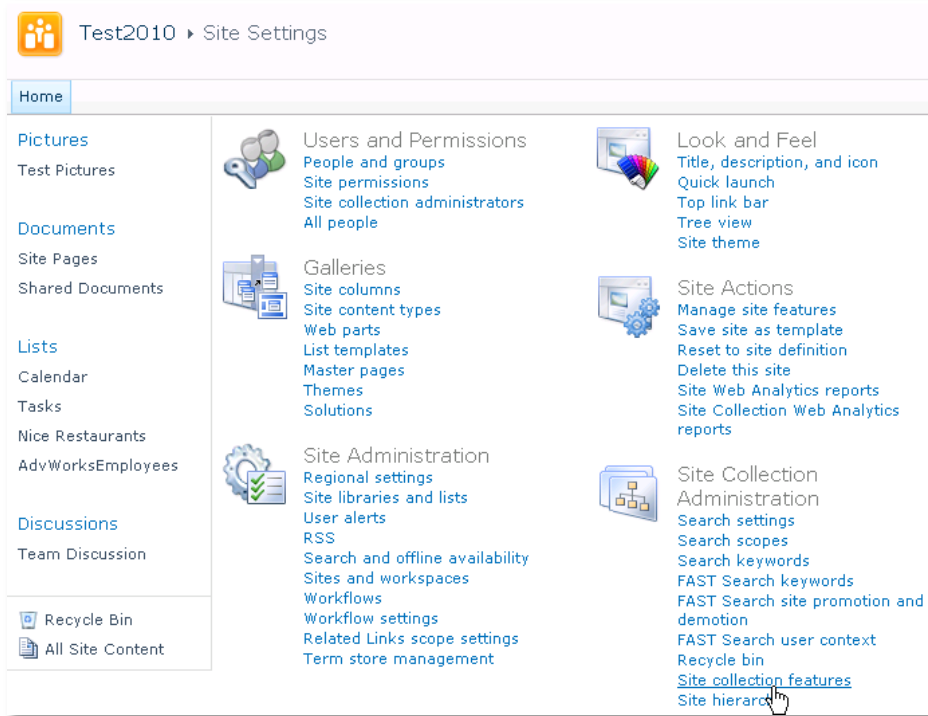 Test2010 ▸ Site Settings
Home
Pictures
Test Pictures
Documents
Site Pages
Shared Documents
Lists
Calendar
Tasks
Nice Restaurants
AdvWorksEmployees
Discussions
Team Discussion
Recycle Bin
All Site Content
Users and Permissions
People and groups
Site permissions
Site collection administrators
All people
Galleries
Site columns
Site content types
Web parts
List templates
Master pages
Themes
Solutions
Site Administration
Regional settings
Site libraries and lists
User alerts
RSS
Search and offline availability
Sites and workspaces
Workflows
Workflow settings
Related Links scope settings
Term store management
Look and Feel
Title, description, and icon
Quick launch
Top link bar
Tree view
Site theme
Site Actions
Manage site features
Save site as template
Reset to site definition
Delete this site
Site Web Analytics reports
Site Collection Web Analytics
reports
Site Collection
Administration
Search settings
Search scopes
Search keywords
FAST Search keywords
FAST Search site promotion and
demotion
FAST Search user context
Recycle bin
Site collection features
Site hierarchy